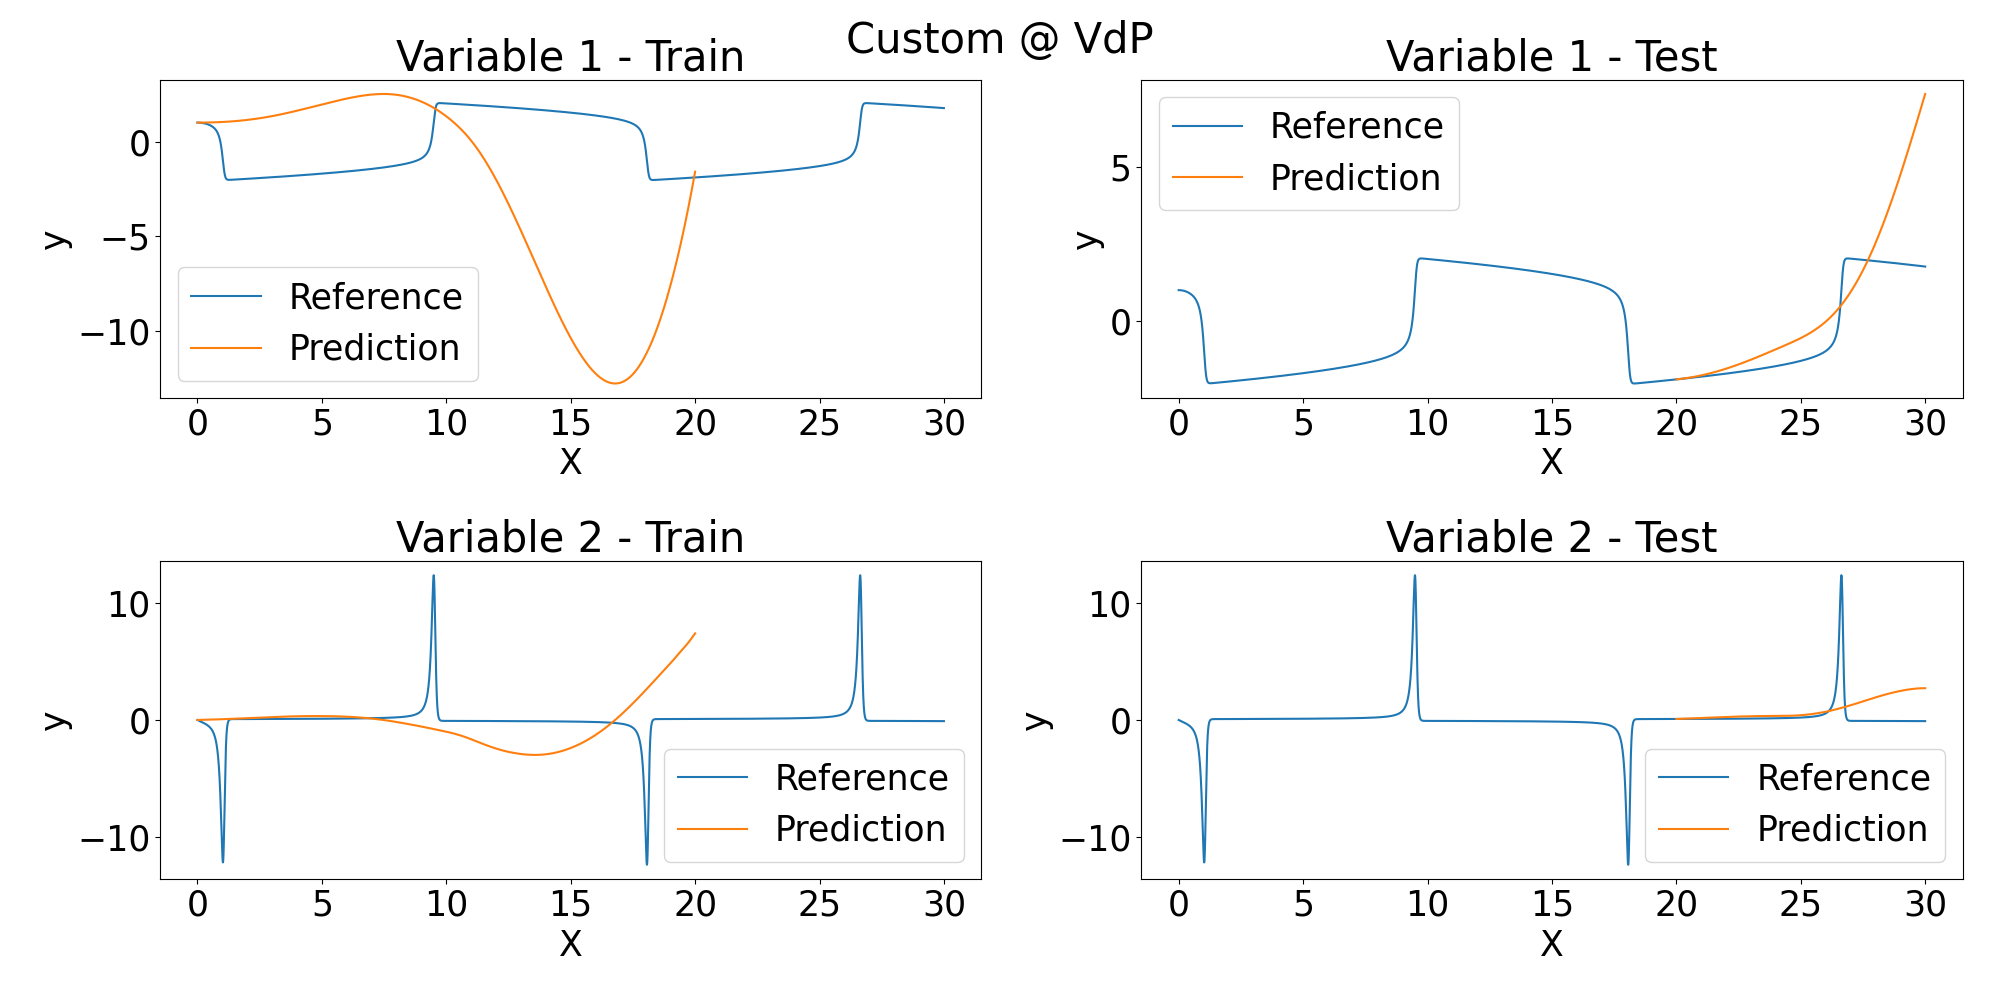 Custom @ VdP
Variable 1 - Train
y
0
−5
−10
Reference
Prediction
0 5 10 15 20 25 30
X
Variable 1 - Test
y
5
0
Reference
Prediction
0 5 10 15 20 25 30
X
Variable 2 - Train
y
10
0
−10
Reference
Prediction
0 5 10 15 20 25 30
X
Variable 2 - Test
y
10
0
−10
Reference
Prediction
0 5 10 15 20 25 30
X